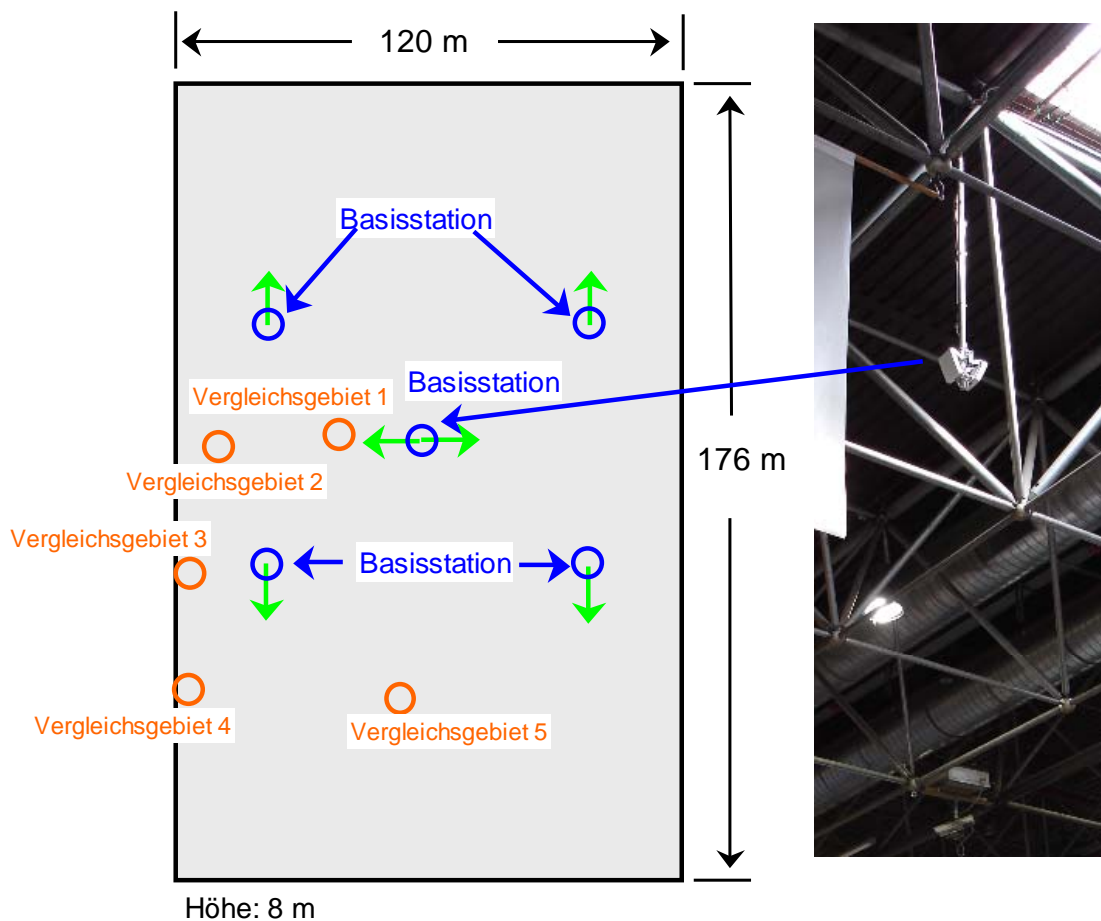 120 m
Basisstation
Basisstation
Vergleichsgebiet 1
176 m
Vergleichsgebiet 2
Vergleichsgebiet 3
Basisstation
Vergleichsgebiet 4
Vergleichsgebiet 5
Höhe: 8 m